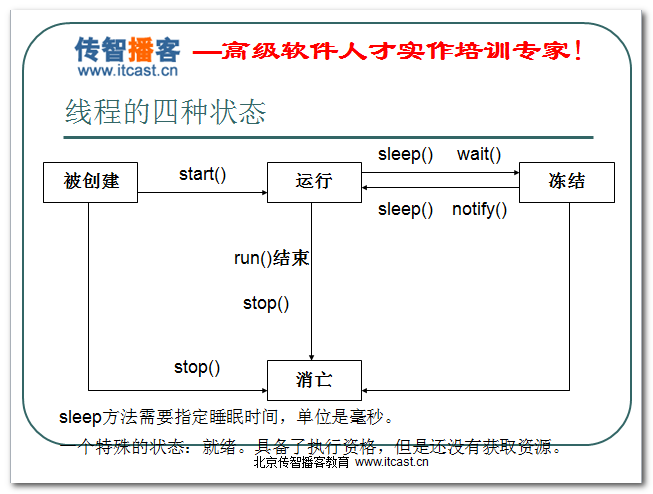 传智播客 —高级软件人才实作培训专家!
www.itcast.cn
线程的四种状态
sleep() wait()
被创建 start() 运行 冻结
sleep() notify()
run()结束
stop()
stop() 消亡
sleep方法需要指定睡眠时间，单位是毫秒。
一个特殊的状态：就绪。具备了执行资格，但是还没有获取资源。
北京传智播客教育 www.itcast.cn